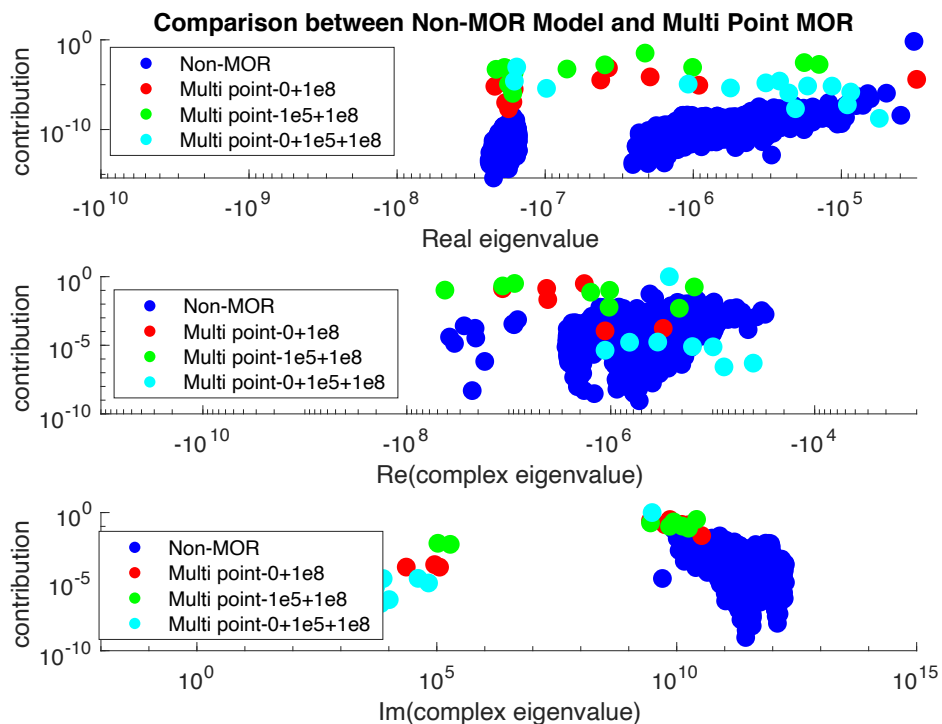 Comparison between Non-MOR Model and Multi Point MOR
contribution
10^0
10^-10
Non-MOR
Multi point-0+1e8
Multi point-1e5+1e8
Multi point-0+1e5+1e8
-10^10 -10^9 -10^8 -10^7 -10^6 -10^5
Real eigenvalue
contribution
10^0
10^-5
10^-10
Non-MOR
Multi point-0+1e8
Multi point-1e5+1e8
Multi point-0+1e5+1e8
-10^10 -10^8 -10^6 -10^4
Re(complex eigenvalue)
contribution
10^0
10^-5
10^-10
Non-MOR
Multi point-0+1e8
Multi point-1e5+1e8
Multi point-0+1e5+1e8
10^0 10^5 10^10 10^15
Im(complex eigenvalue)